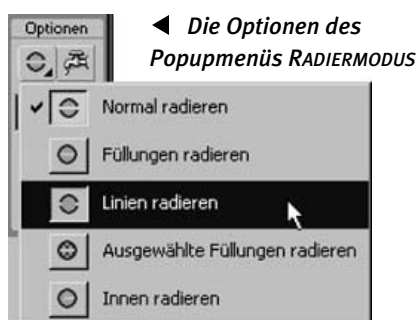 Optionen
◀ Die Optionen des
Popupmenüs RADIERMODUS
Normal radieren
Füllungen radieren
Linien radieren
Ausgewählte Füllungen radieren
Innen radieren